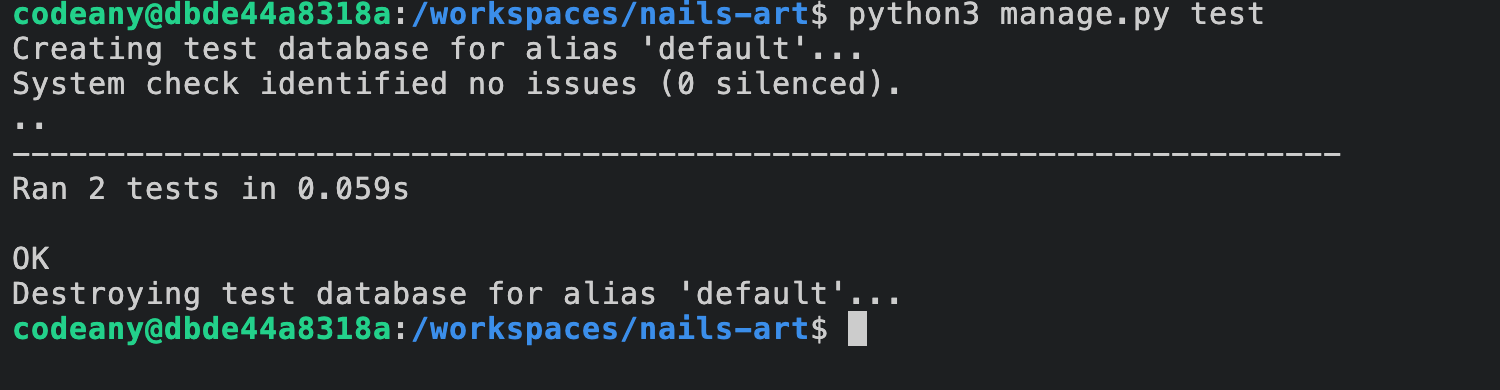 codeany@dbde44a8318a:/workspaces/nails-art$ python3 manage.py test
Creating test database for alias 'default'...
System check identified no issues (0 silenced).
..
----------------------------------------------------------------------
Ran 2 tests in 0.059s

OK
Destroying test database for alias 'default'...
codeany@dbde44a8318a:/workspaces/nails-art$